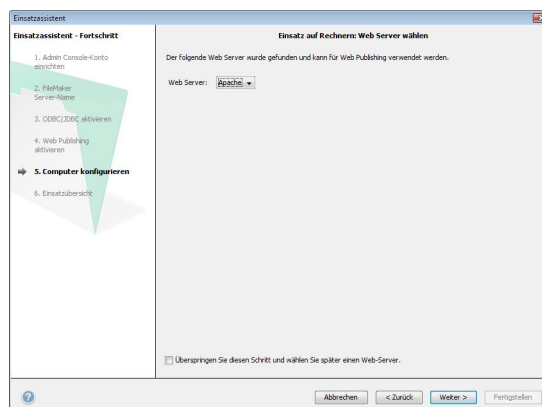 Einsatzassistent
Einsatzassistent - Fortschritt
1. Admin Console-Konto
einrichten
2. FileMaker
Server-Name
3. ODBC/JDBC aktivieren
4. Web Publishing
aktivieren
5. Computer konfigurieren
6. Einsatzübersicht
Einsatz auf Rechnern: Web Server wählen
Der folgende Web Server wurde gefunden und kann für Web Publishing verwendet werden.
Web Server: Apache
Überspringen Sie diesen Schritt und wählen Sie später einen Web-Server.
? Abbrechen < Zurück Weiter > Fertigstellen